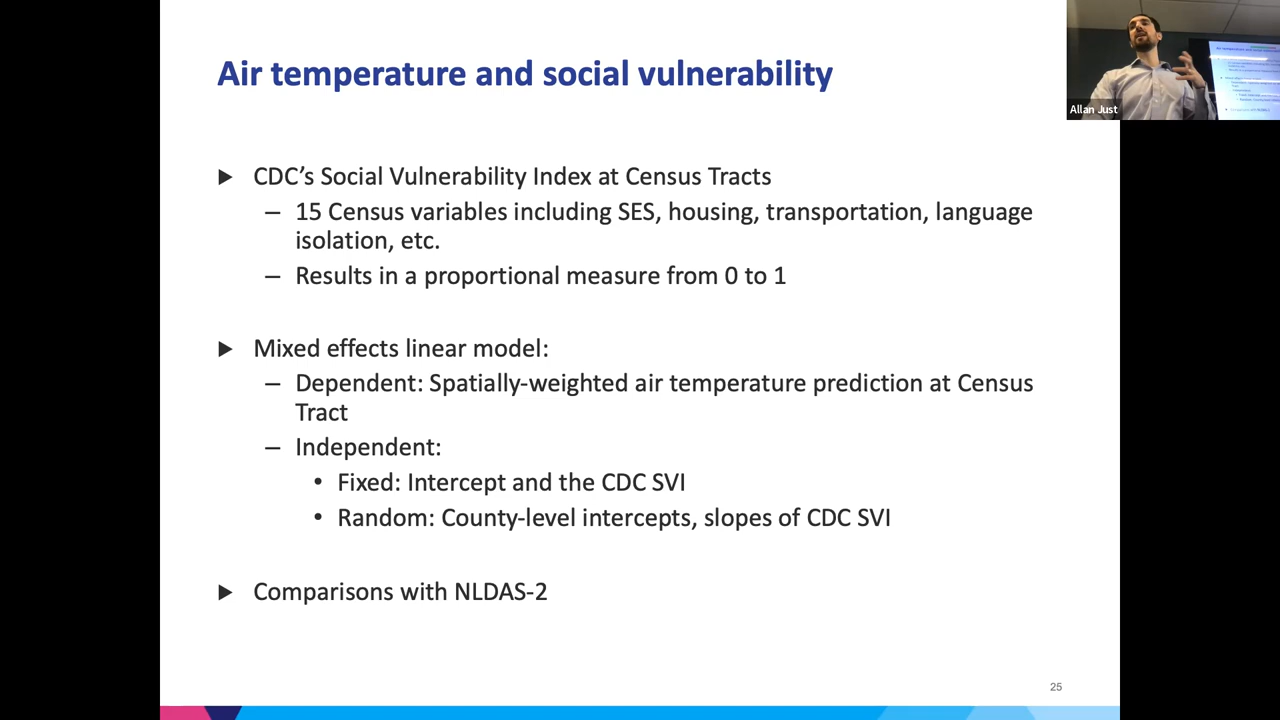 Air temperature and social vulnerability
Allan Just
► CDC’s Social Vulnerability Index at Census Tracts
– 15 Census variables including SES, housing, transportation, language
isolation, etc.
– Results in a proportional measure from 0 to 1
► Mixed effects linear model:
– Dependent: Spatially-weighted air temperature prediction at Census
Tract
– Independent:
• Fixed: Intercept and the CDC SVI
• Random: County-level intercepts, slopes of CDC SVI
► Comparisons with NLDAS-2
25